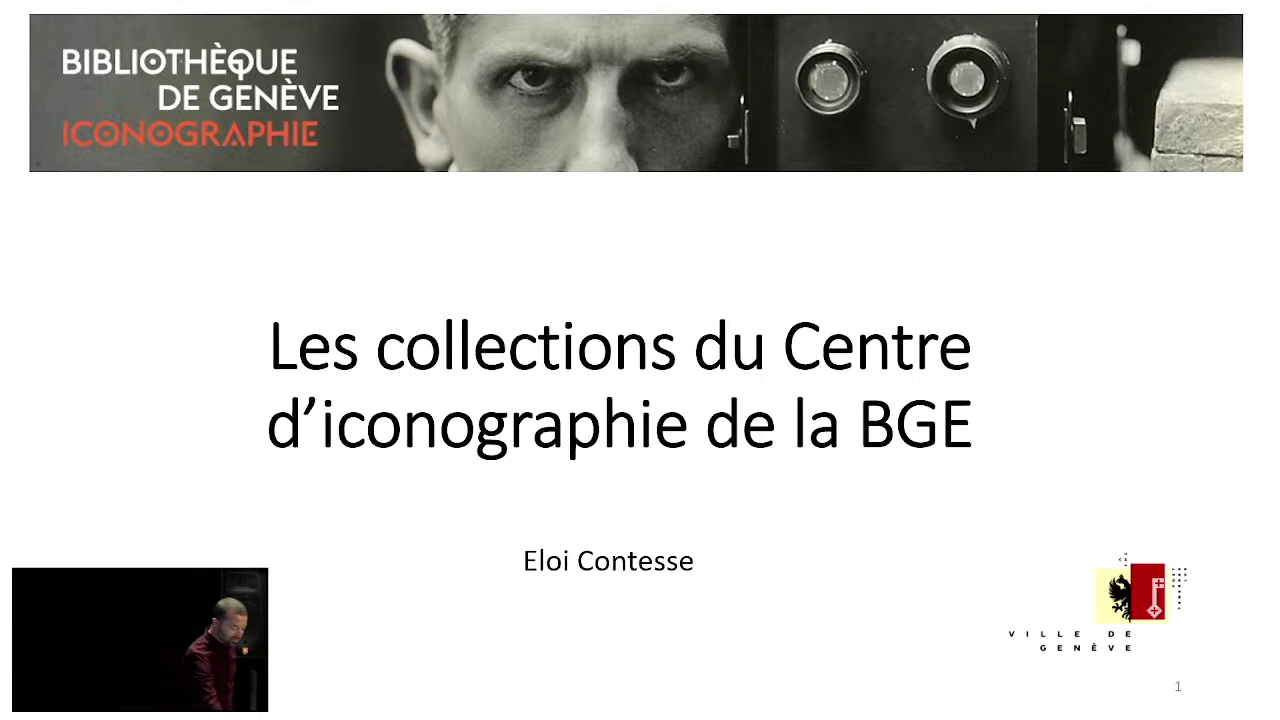 BIBLIOTHÈQUE
DE GENÈVE
ICONOGRAPHIE
Les collections du Centre
d’iconographie de la BGE
Eloi Contesse
VILLE DE
GENÈVE
1